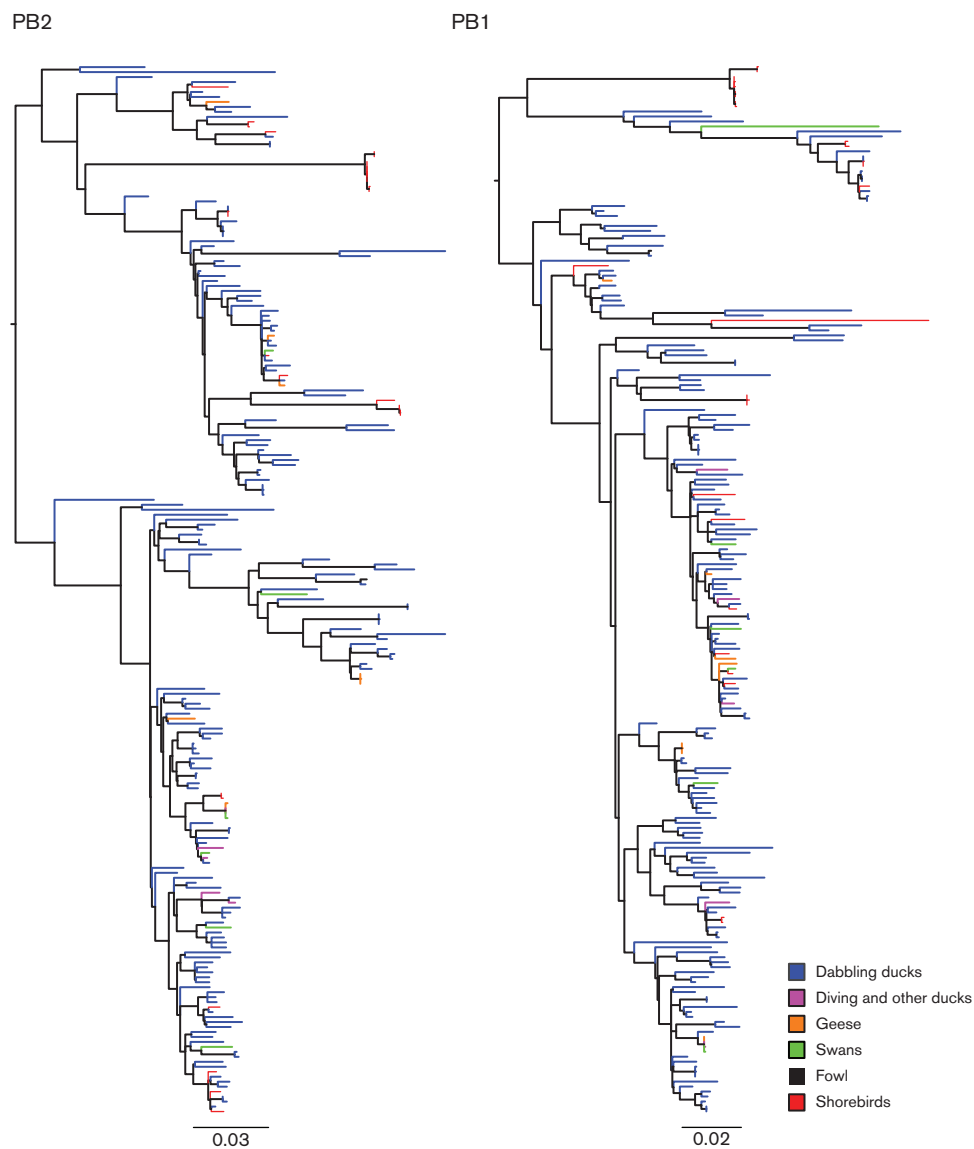 PB2
PB1
Dabbling ducks
Diving and other ducks
Geese
Swans
Fowl
Shorebirds
0.03
0.02